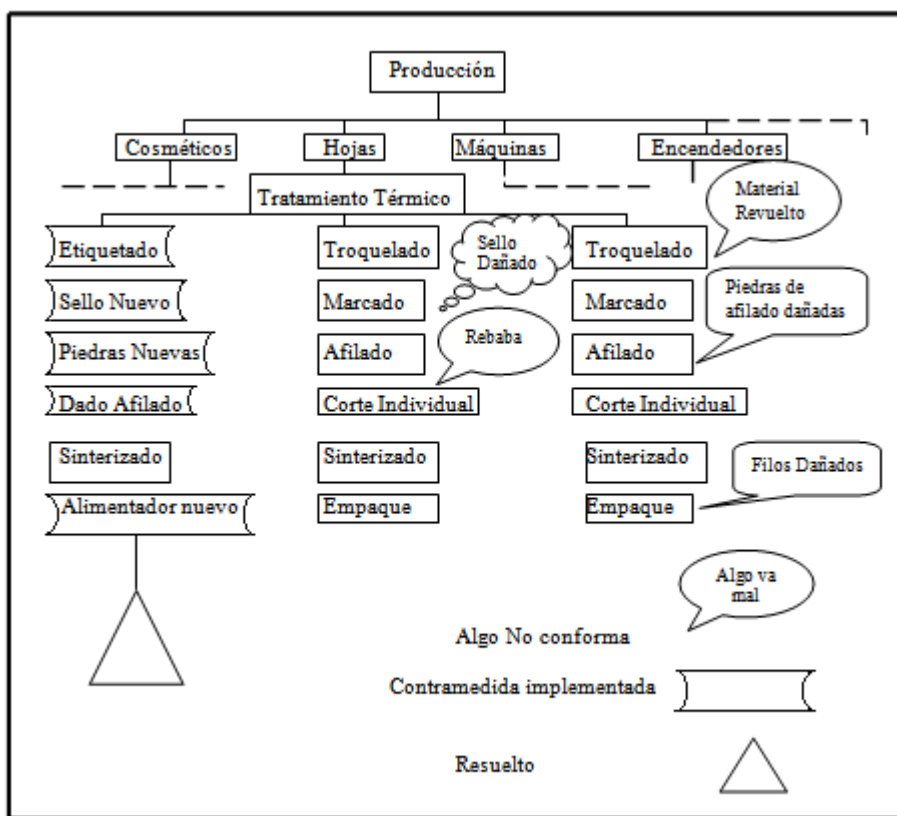 Producción
Cosméticos
Hojas
Máquinas
Encendedores
Tratamiento Térmico
Material
Revuelto
Etiquetado
Troquelado
Sello
Dañado
Troquelado
Sello Nuevo
Marcado
Marcado
Piedras de
afilado dañadas
Piedras Nuevas
Afilado
Rebaba
Afilado
Dado Afilado
Corte Individual
Corte Individual
Sinterizado
Sinterizado
Sinterizado
Filos Dañados
Alimentador nuevo
Empaque
Empaque
Algo va
mal
Algo No conforma
Contramedida implementada
Resuelto